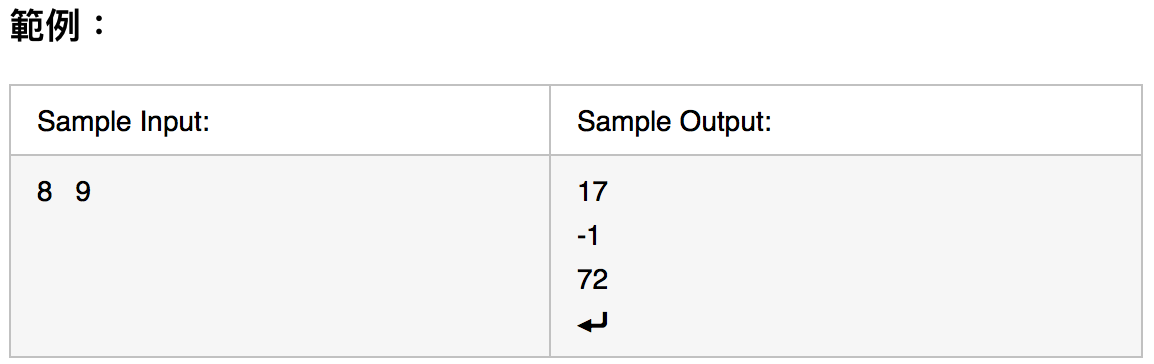 範例：
Sample Input:
Sample Output:
8 9
17
-1
72
↵